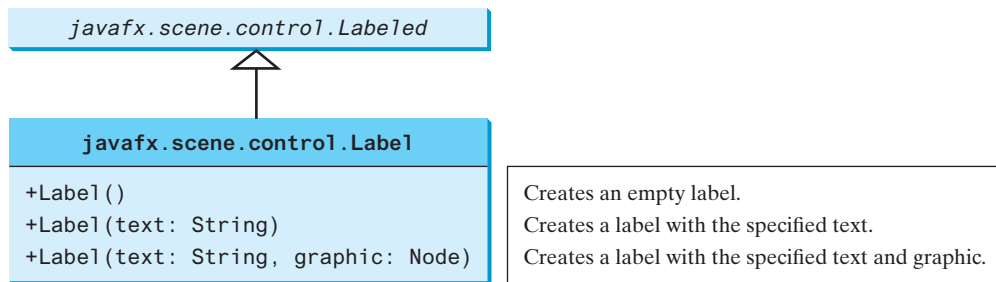 javafx.scene.control.Labeled
javafx.scene.control.Label
+Label()
+Label(text: String)
+Label(text: String, graphic: Node)
Creates an empty label.
Creates a label with the specified text.
Creates a label with the specified text and graphic.